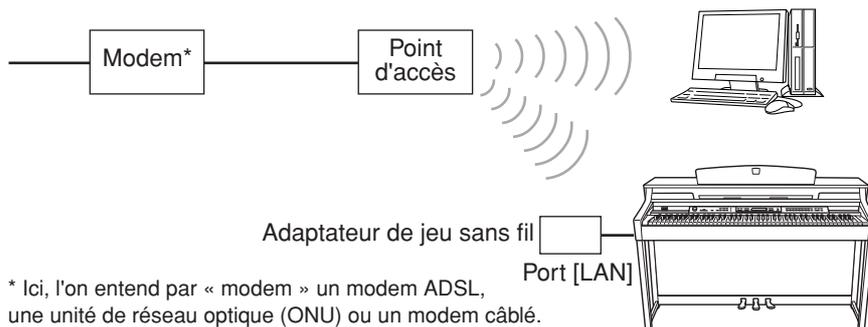 Modem*
Point
d'accès
Adaptateur de jeu sans fil
Port [LAN]
* Ici, l'on entend par « modem » un modem ADSL,
une unité de réseau optique (ONU) ou un modem câblé.